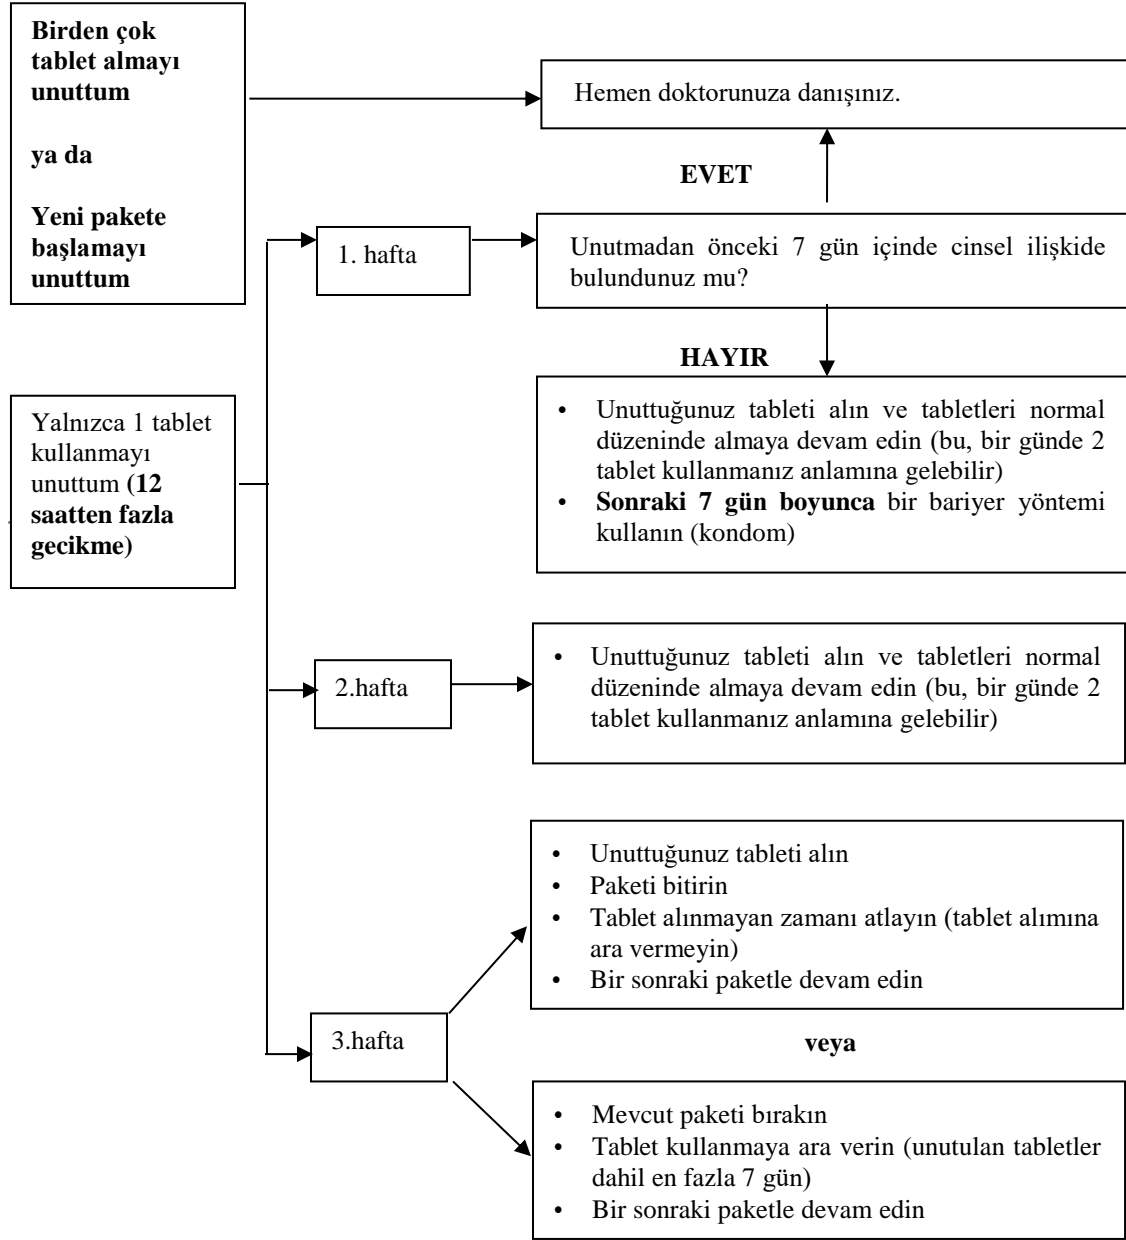 Birden çok
tablet almayı
unuttum
ya da
Yeni pakete
başlamayı
unuttum
Hemen doktorunuza danışınız.
EVET
1. hafta
Unutmadan önceki 7 gün içinde cinsel ilişkide
bulundunuz mu?
HAYIR
Yalnızca 1 tablet
kullanmayı
unuttum (12
saatten fazla
gecikme)
• Unuttuğunuz tableti alın ve tabletleri normal
düzeninde almaya devam edin (bu, bir günde 2
tablet kullanmanız anlamına gelebilir)
• Sonraki 7 gün boyunca bir bariyer yöntemi
kullanın (kondom)
2.hafta
• Unuttuğunuz tableti alın ve tabletleri normal
düzeninde almaya devam edin (bu, bir günde 2
tablet kullanmanız anlamına gelebilir)
3.hafta
• Unuttuğunuz tableti alın
• Paketi bitirin
• Tablet alınmayan zamanı atlayın (tablet alımına
ara vermeyin)
• Bir sonraki paketle devam edin
veya
• Mevcut paketi bırakın
• Tablet kullanmaya ara verin (unutulan tabletler
dahil en fazla 7 gün)
• Bir sonraki paketle devam edin